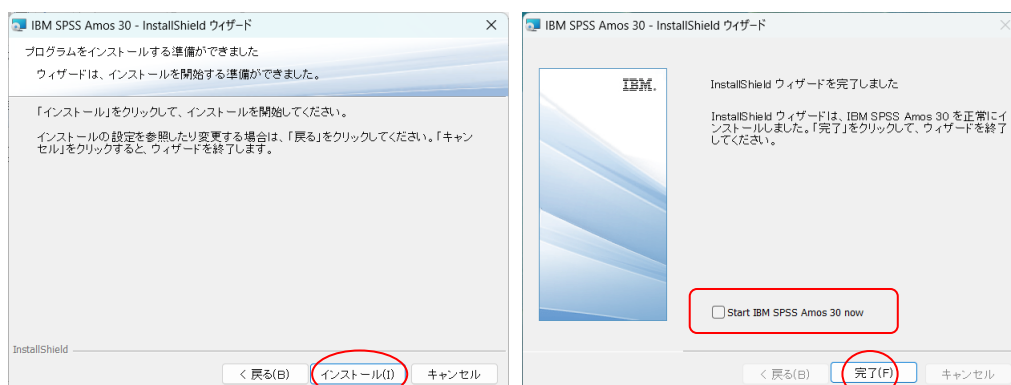 IBM SPSS Amos 30 - InstallShield ウィザード
プログラムをインストールする準備ができました
ウィザードは、インストールを開始する準備ができました。
「インストール」をクリックして、インストールを開始してください。
インストールの設定を参照したり変更する場合は、「戻る」をクリックしてください。「キャン
セル」をクリックすると、ウィザードを終了します。
InstallShield
< 戻る(B)
インストール(I)
キャンセル
IBM SPSS Amos 30 - InstallShield ウィザード
IBM.
InstallShield ウィザードを完了しました
InstallShield ウィザードは、IBM SPSS Amos 30 を正常にイ
ンストールしました。「完了」をクリックして、ウィザードを終了
してください。
Start IBM SPSS Amos 30 now
< 戻る(B)
完了(F)
キャンセル